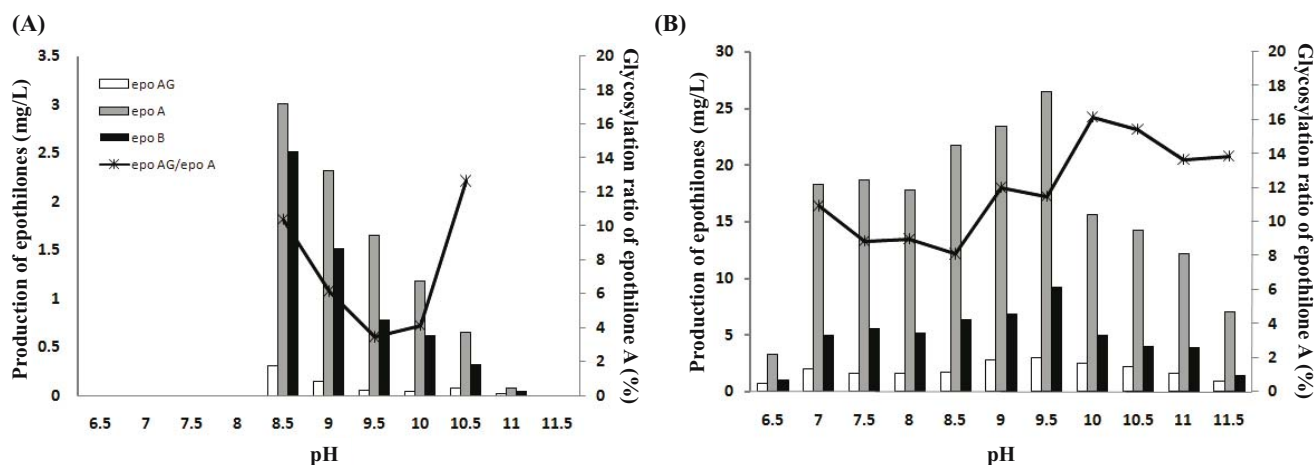 (A)
Production of epothilones (mg/L)
3.5
3
2.5
2
1.5
1
0.5
0
epo AG
epo A
epo B
epo AG/epo A
20
18
16
14
12
10
8
6
4
2
0
Glycosylation ratio of epothilone A (%)
6.5 7 7.5 8 8.5 9 9.5 10 10.5 11 11.5
pH
(B)
Production of epothilones (mg/L)
30
25
20
15
10
5
0
20
18
16
14
12
10
8
6
4
2
0
Glycosylation ratio of epothilone A (%)
6.5 7 7.5 8 8.5 9 9.5 10 10.5 11 11.5
pH